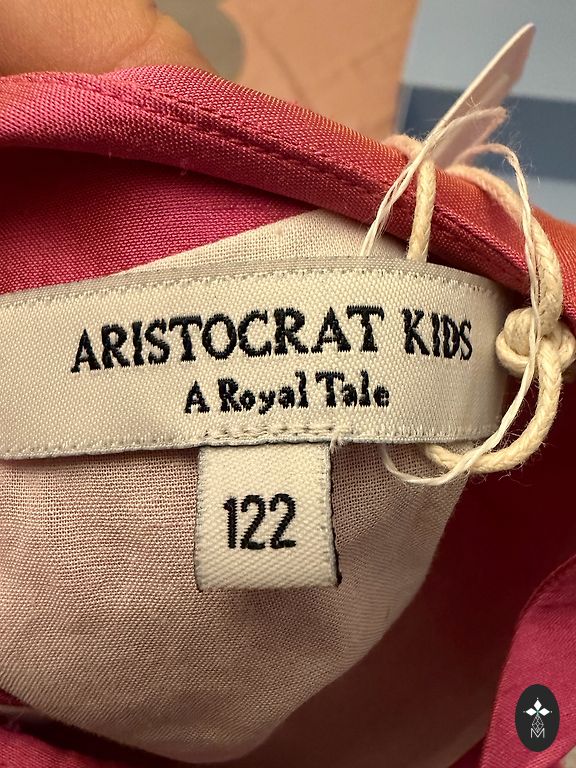 ARISTOCRAT KIDS
A Royal Tale
122
M